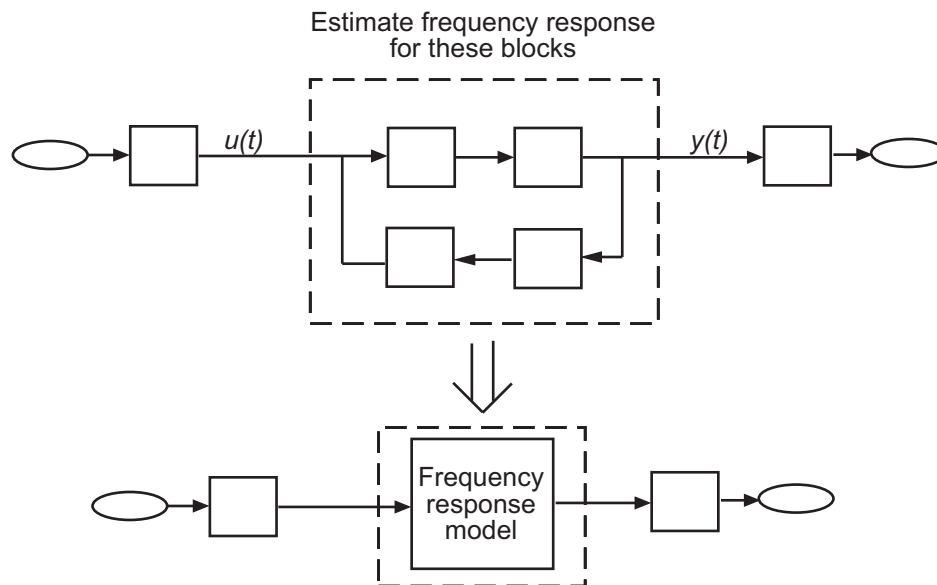 Estimate frequency response
for these blocks
u(t)
y(t)
Frequency
response
model